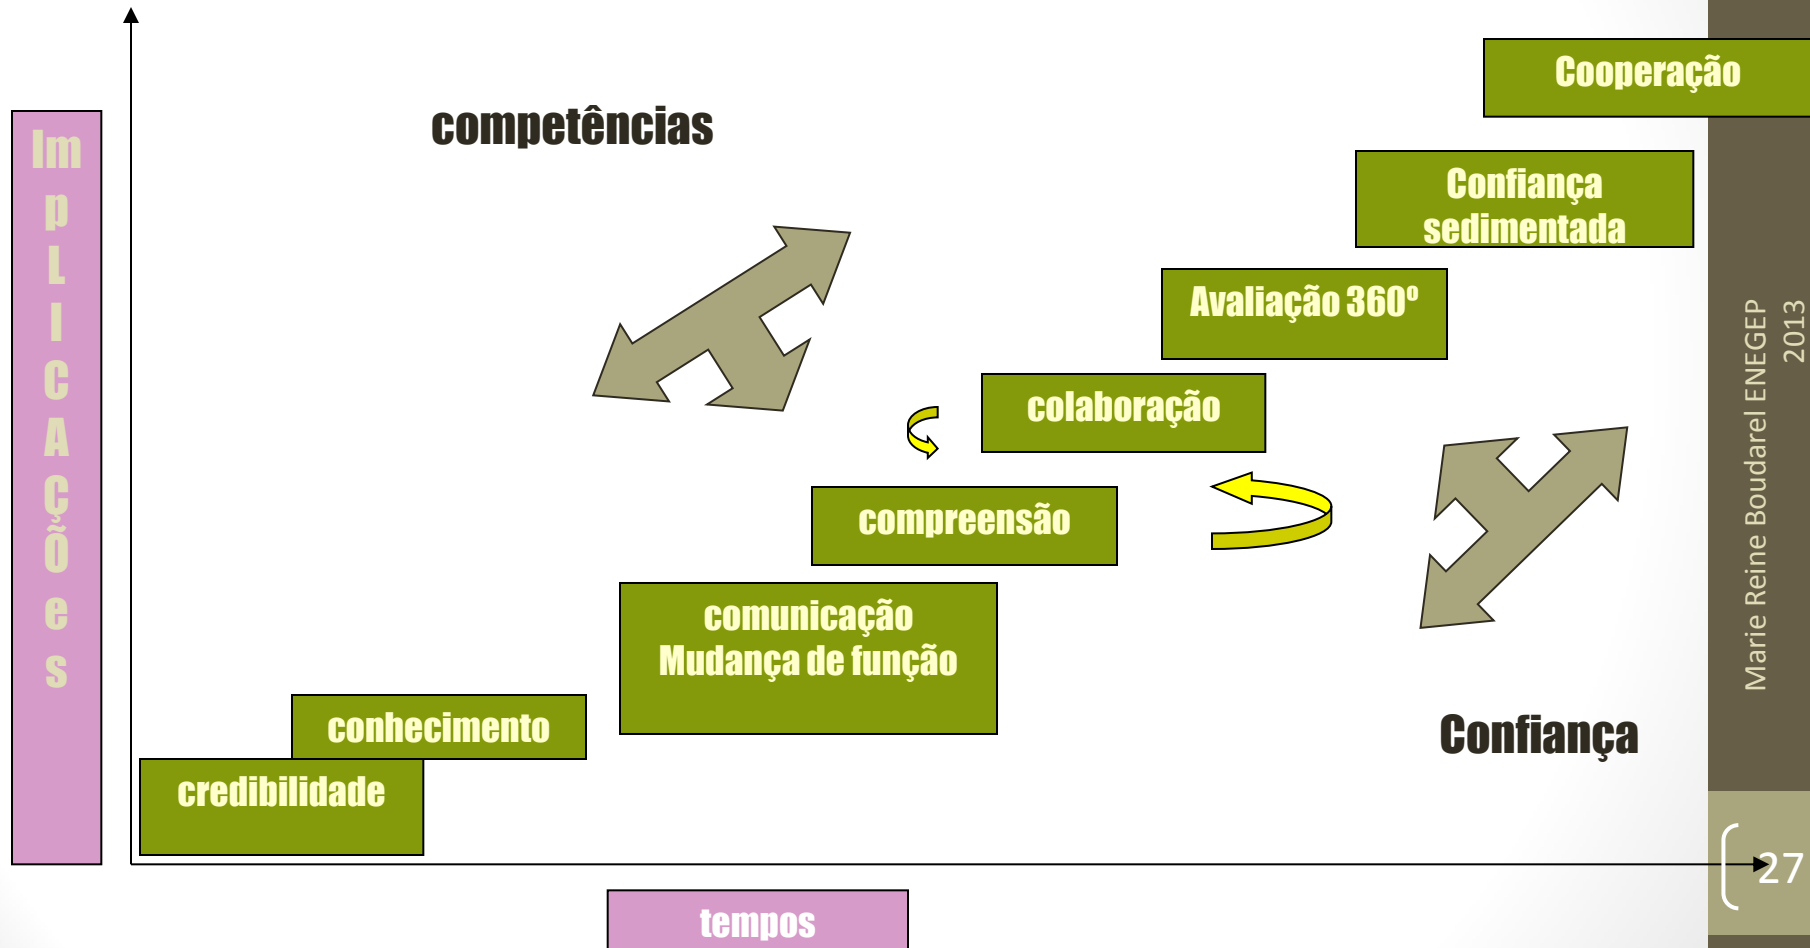 Cooperação
competências
Im
p
L
I
C
A
Ç
Õ
e
s
Confiança
sedimentada
Avaliação 360º
colaboração
compreensão
comunicação
Mudança de função
conhecimento
credibilidade
Confiança
tempos
Marie Reine Boudarel ENEGEP
2013
27